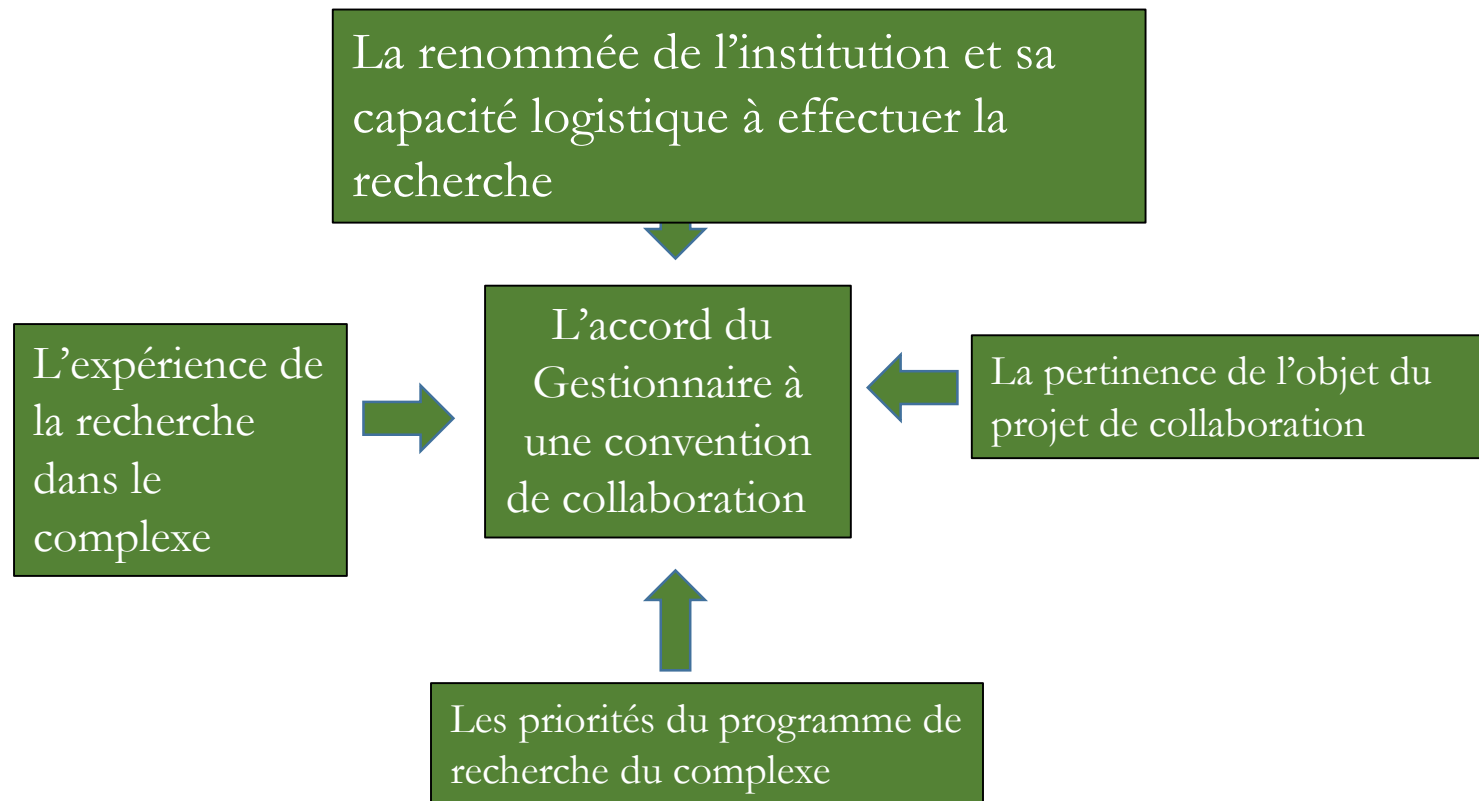 La renommée de l’institution et sa
capacité logistique à effectuer la
recherche
L’expérience de
la recherche
dans le
complexe
L’accord du
Gestionnaire à
une convention
de collaboration
La pertinence de l’objet du
projet de collaboration
Les priorités du programme de
recherche du complexe